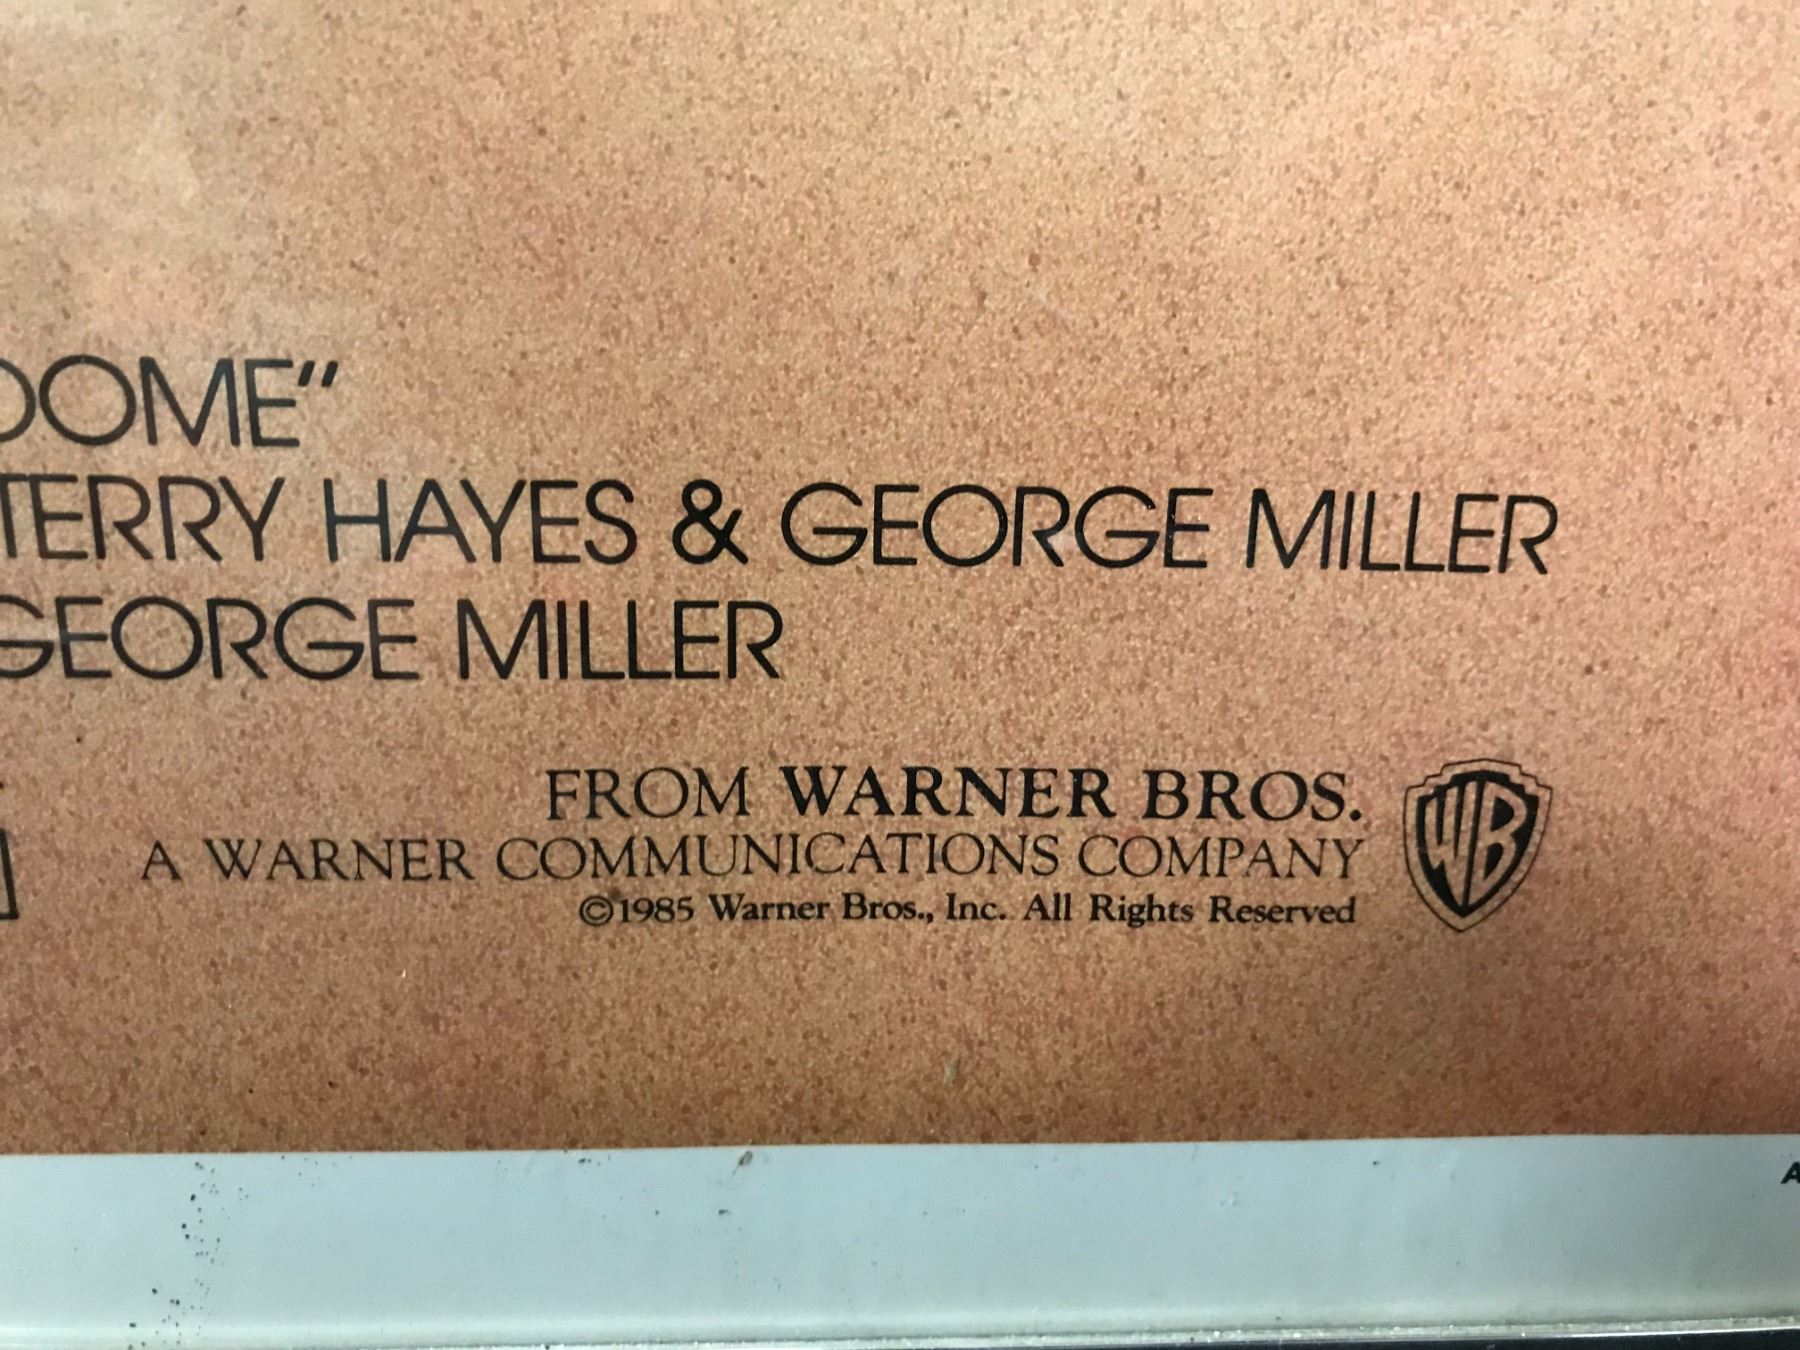 DOME"
TERRY HAYES & GEORGE MILLER
GEORGE MILLER
FROM WARNER BROS.
A WARNER COMMUNICATIONS COMPANY
©1985 Warner Bros., Inc. All Rights Reserved
WB